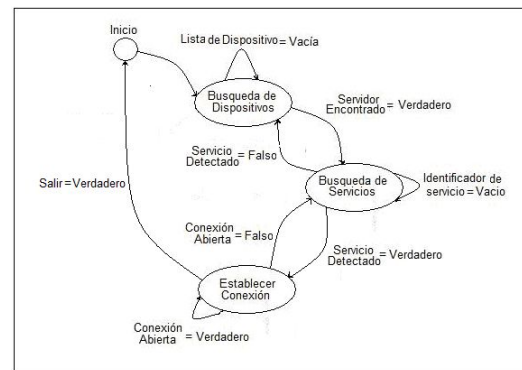 Inicio
Lista de Dispositivo = Vacía
Busqueda de
Dispositivos
Servidor
Encontrado = Verdadero
Servicio
Detectado = Falso
Salir = Verdadero
Busqueda de
Servicios
Identificador de
servicio = Vacio
Conexión
Abierta = Falso
Servicio
Detectado = Verdadero
Establecer
Conexión
Conexión
Abierta = Verdadero